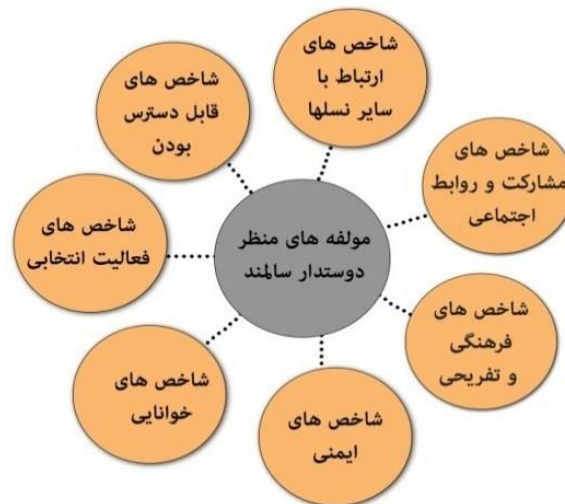 شاخص های
ارتباط با
سایر نسلها
شاخص های
قابل دسترس
بودن
شاخص های
مشارکت و روابط
اجتماعی
شاخص های
فعالیت انتخابی
مولفه های منظر
دوستدار سالمند
شاخص های
فرهنگی
و تفریحی
شاخص های
خوانایی
شاخص های
ایمنی